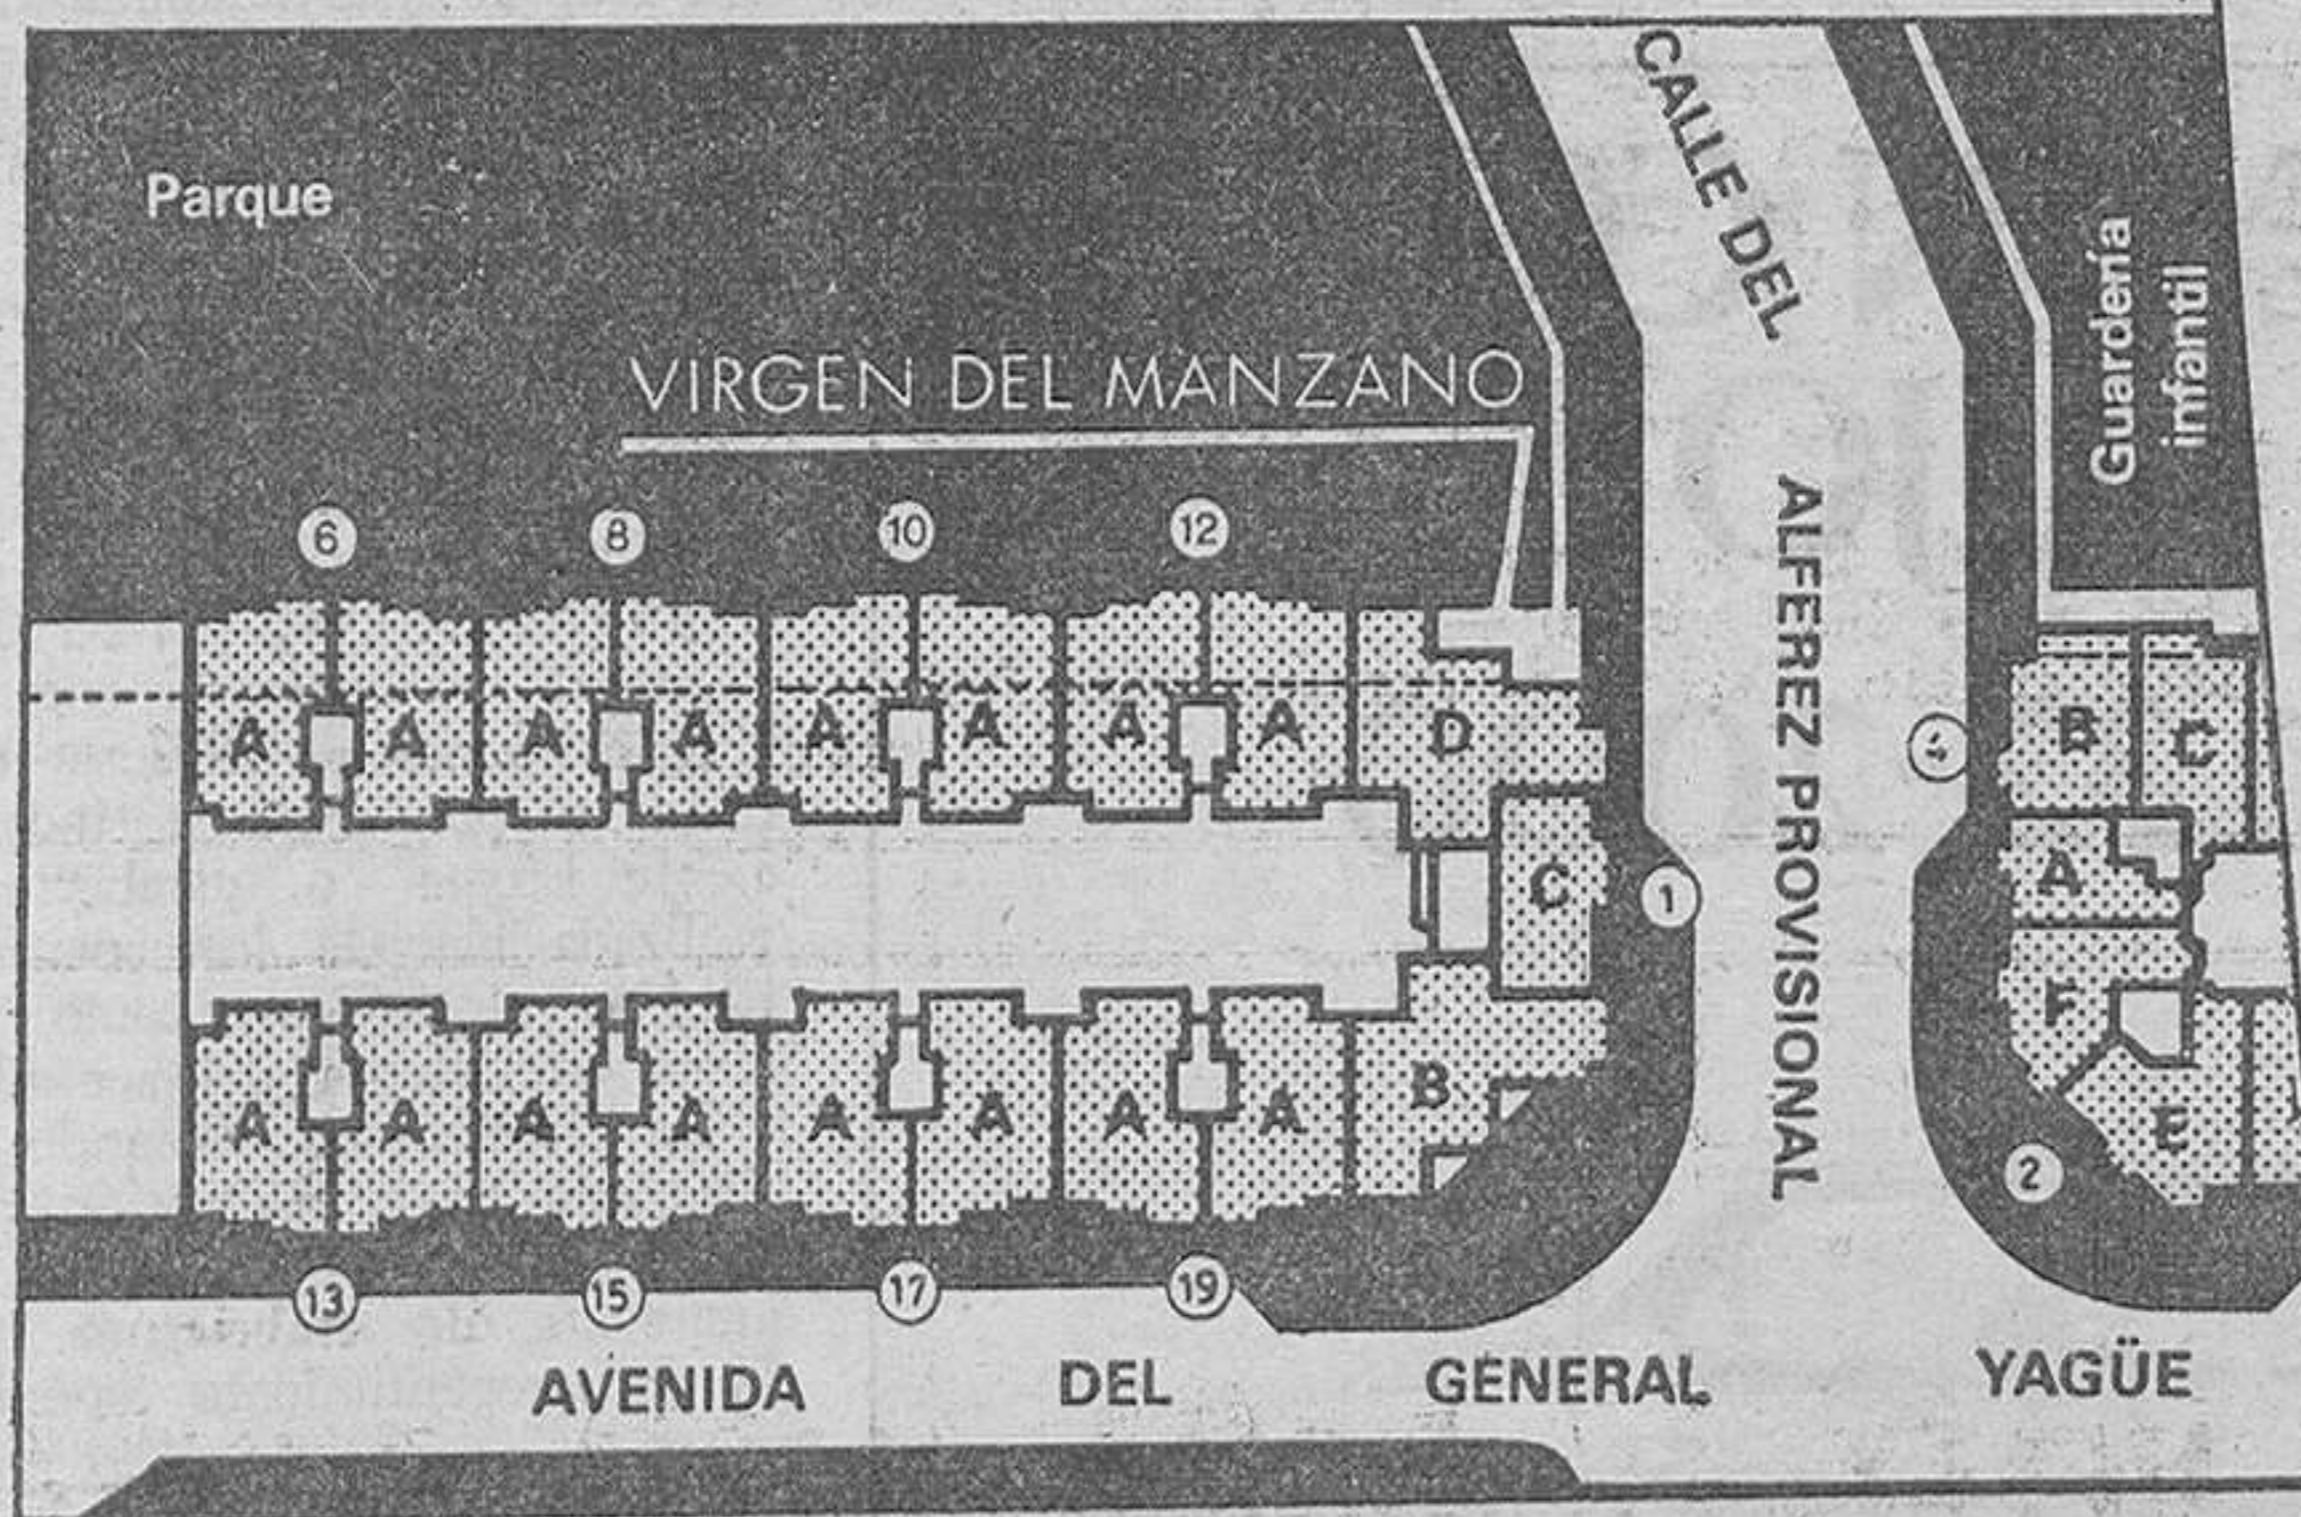 Parque
CALLE DEL
ALFEREZ PROVISIONAL
Guardería
infantil
VIRGEN DEL MANZANO
6 8 10 12
A A A A A A A A D
B C
C
1
A
F
A A A A A A A A B
E
2
13 15 17 19
AVENIDA DEL GENERAL YAGÜE